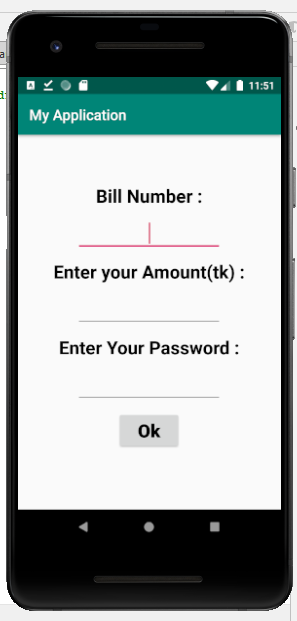 11:51
My Application
Bill Number :
Enter your Amount(tk) :
Enter Your Password :
Ok